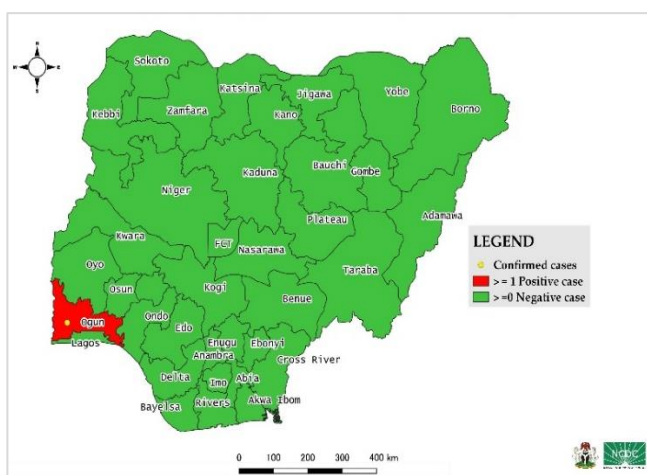 Sokoto
Katsina
Jigawa
Yobe
Borno
Kebbi
Zamfara
Kano
Kaduna
Bauchi
Gombe
Niger
Adamawa
Plateau
Kwara
FCT
Nasarawa
Taraba
Oyo
Osun
Kogi
Benue
Ogun
Ondo
Edo
Lagos
Enugu
Ebonyi
Anambra
Cross River
Delta
Imo
Abia
Bayelsa
Rivers
Akwa Ibom
LEGEND
Confirmed cases
>= 1 Positive case
>=0 Negative case
0 100 200 300 400 km
NCDC